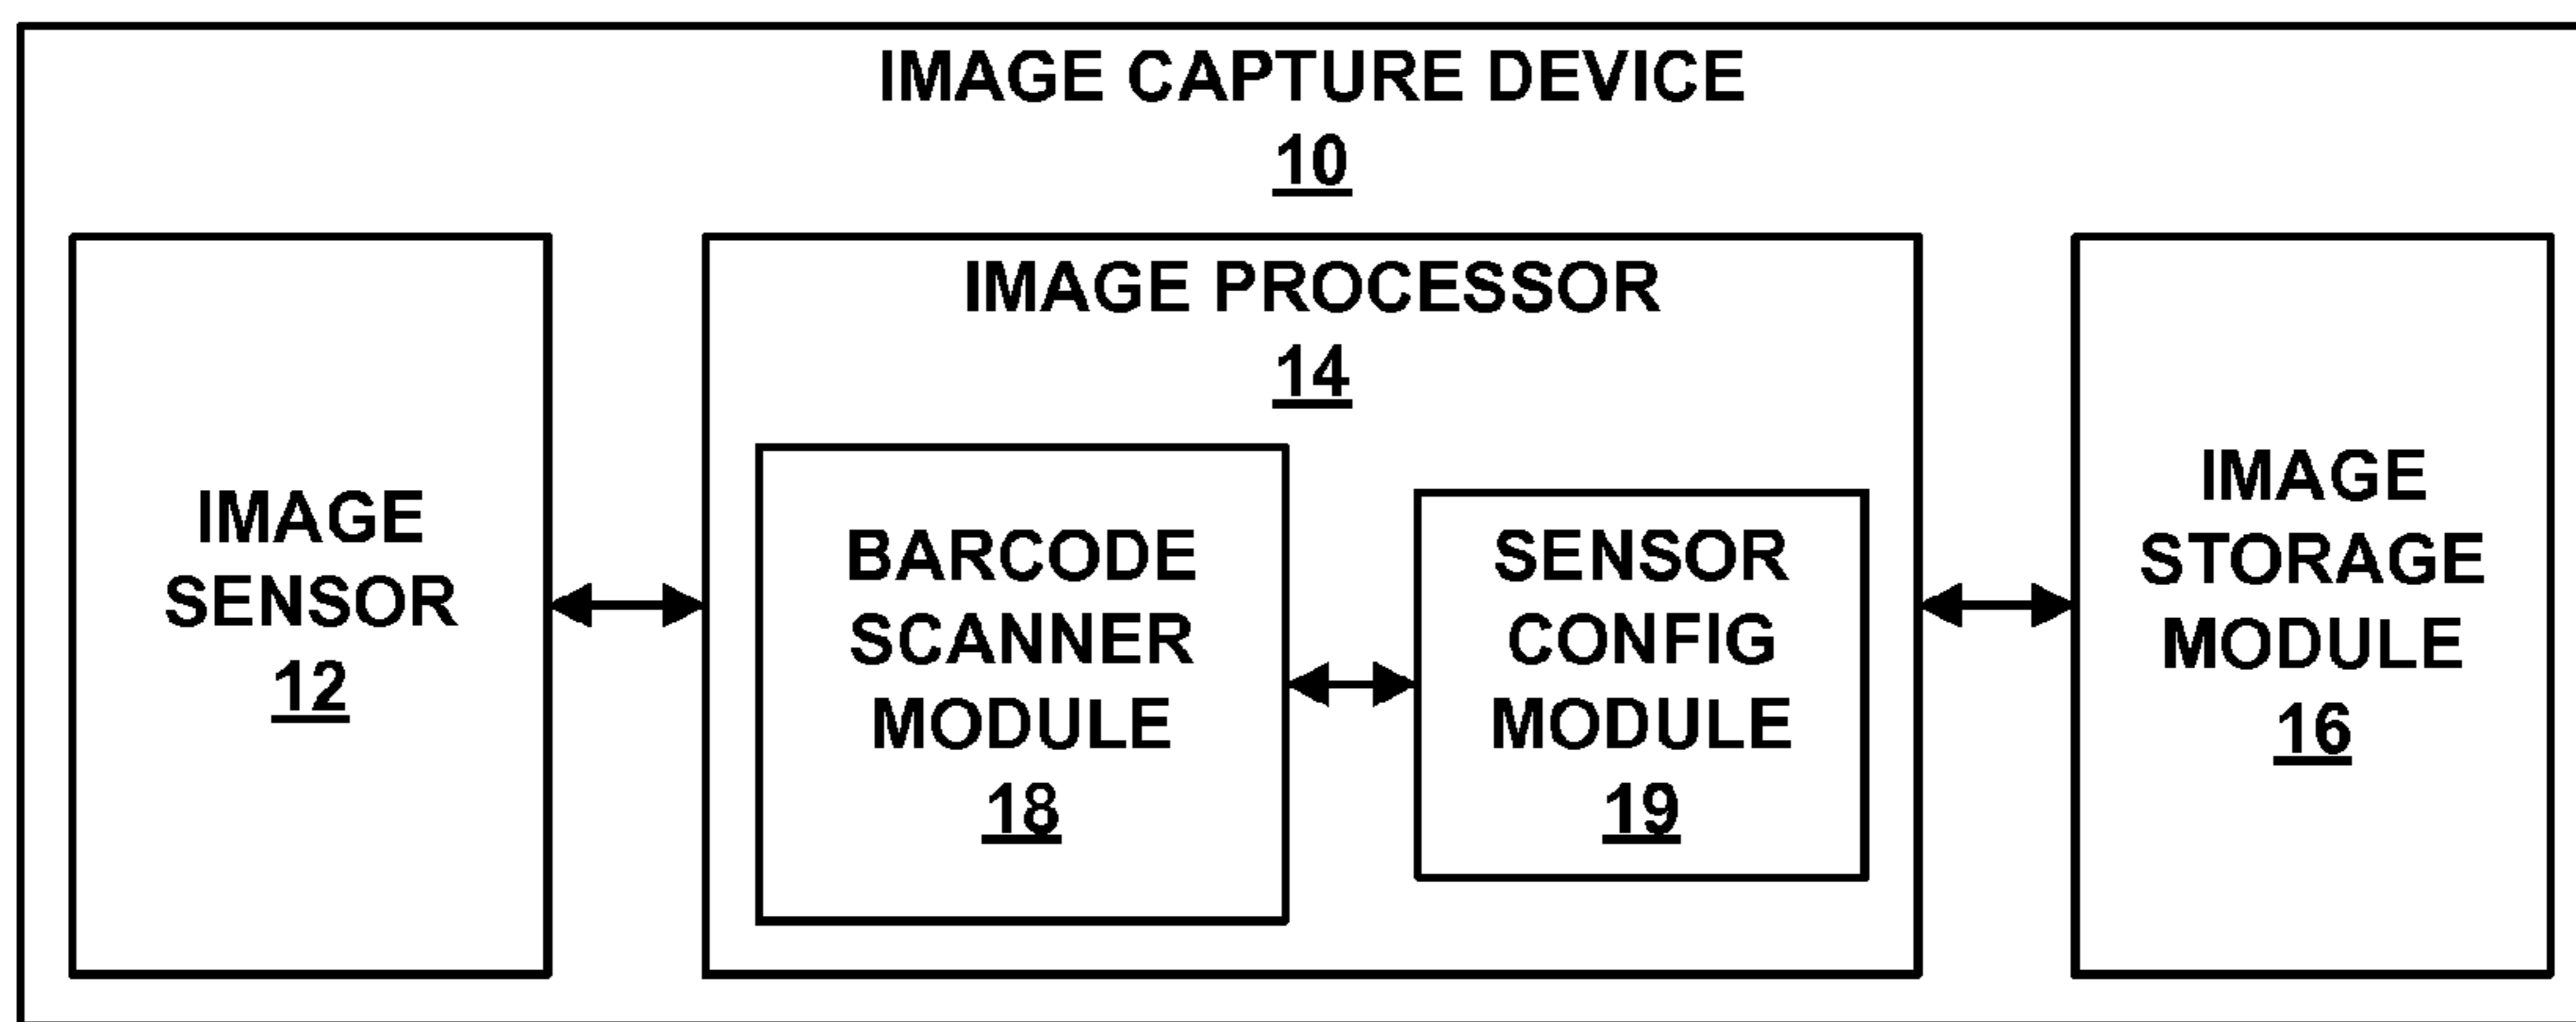 IMAGE CAPTURE DEVICE
10
IMAGE
SENSOR
12
IMAGE PROCESSOR
14
BARCODE
SCANNER
MODULE
18
SENSOR
CONFIG
MODULE
19
IMAGE
STORAGE
MODULE
16